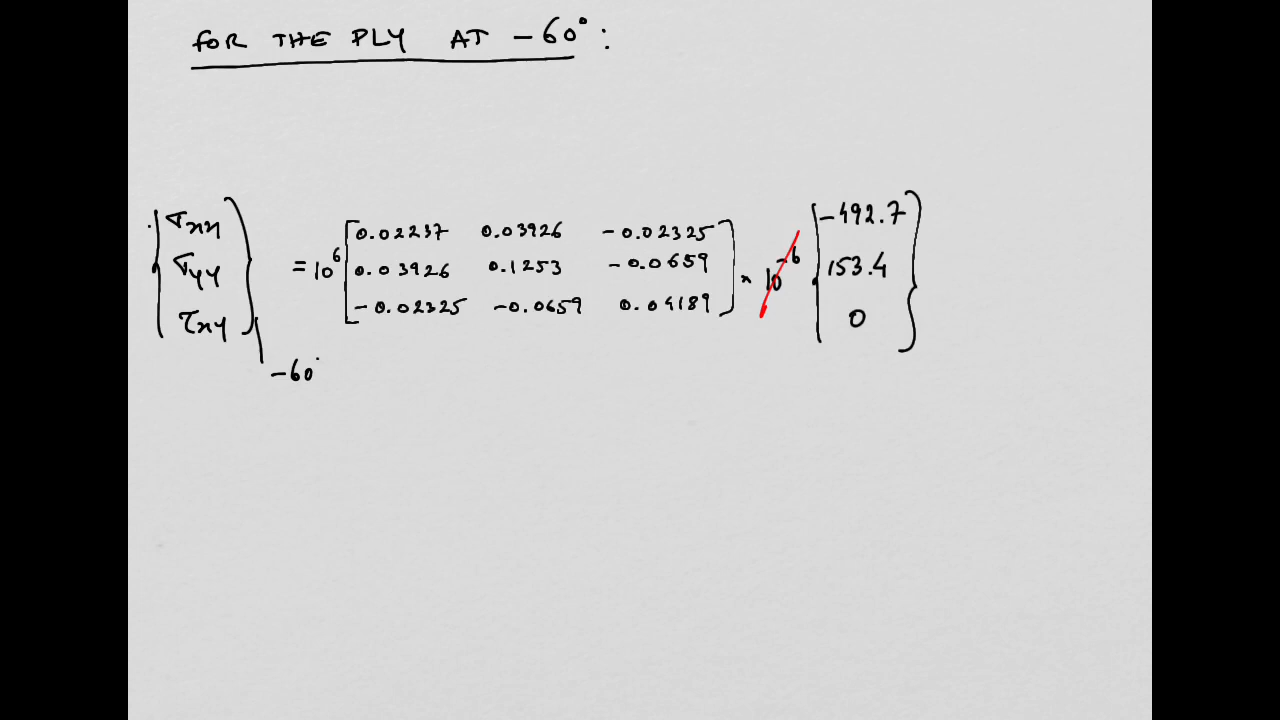 FOR THE PLY AT -60°:
σxx
σyy
τxy
-60°
= 10^6
0.02237 0.03926 -0.02325
0.03926 0.1253 -0.0659
-0.02325 -0.0659 0.04189
× 10^-6
-492.7
153.4
0